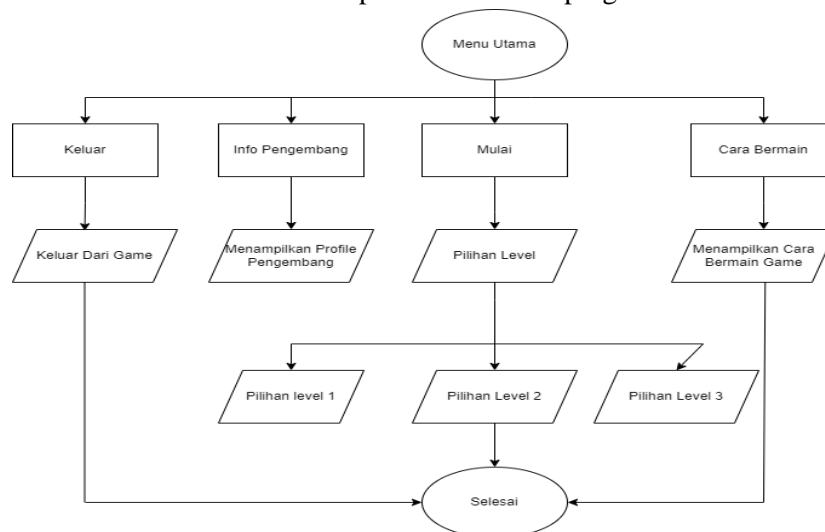 Menu Utama
Keluar
Info Pengembang
Mulai
Cara Bermain
Keluar Dari Game
Menampilkan Profile
Pengembang
Pilihan Level
Menampilkan Cara
Bermain Game
Pilihan level 1
Pilihan Level 2
Pilihan Level 3
Selesai